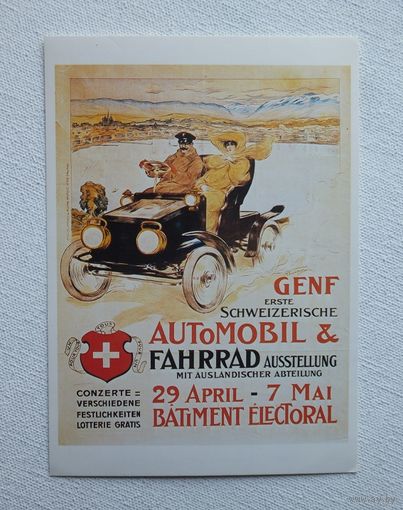 GENF
ERSTE
SCHWEIZERISCHE
AUTOMOBIL &
FAHRRAD AUSSTELLUNG
MIT AUSLANDISCHER ABTEILUNG
29 APRIL - 7 MAI
BÂTIMENT ÉLECTORAL
CONZERTE =
VERSCHIEDENE
FESTLICHKEITEN
LOTTERIE GRATIS